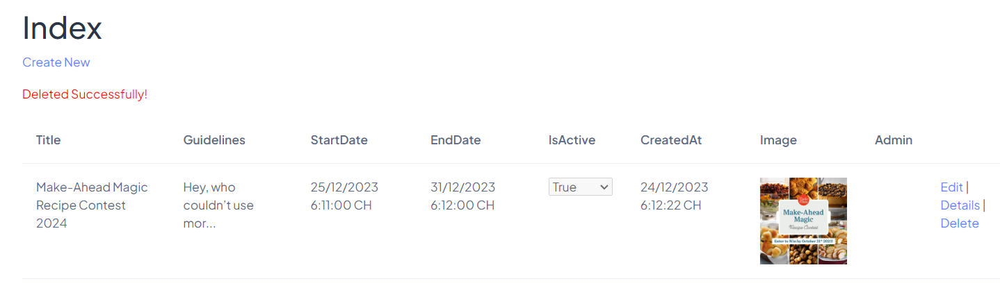 Index
Create New
Deleted Successfully!
Title Guidelines StartDate EndDate IsActive CreatedAt Image Admin
Make-Ahead Magic Recipe Contest 2024
Hey, who couldn’t use mor...
25/12/2023 6:11:00 CH
31/12/2023 6:12:00 CH
True
24/12/2023 6:12:22 CH
Make-Ahead
Magic
Recipe Contest
Enter to Win by October 31st 2023!
Edit |
Details |
Delete